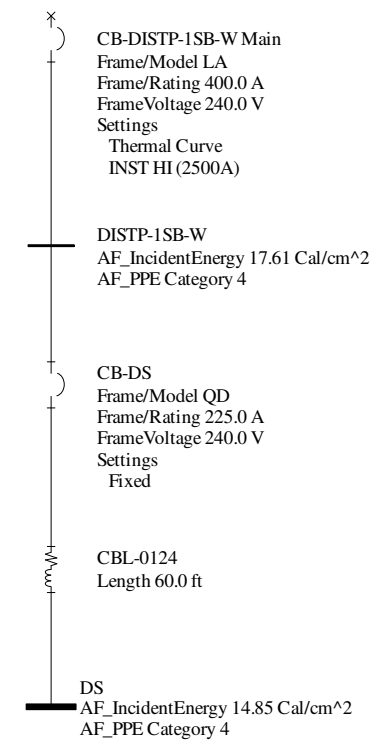 CB-DISTP-1SB-W Main
Frame/Model LA
Frame/Rating 400.0 A
FrameVoltage 240.0 V
Settings
Thermal Curve
INST HI (2500A)
DISTP-1SB-W
AF_IncidentEnergy 17.61 Cal/cm^2
AF_PPE Category 4
CB-DS
Frame/Model QD
Frame/Rating 225.0 A
FrameVoltage 240.0 V
Settings
Fixed
CBL-0124
Length 60.0 ft
DS
AF_IncidentEnergy 14.85 Cal/cm^2
AF_PPE Category 4